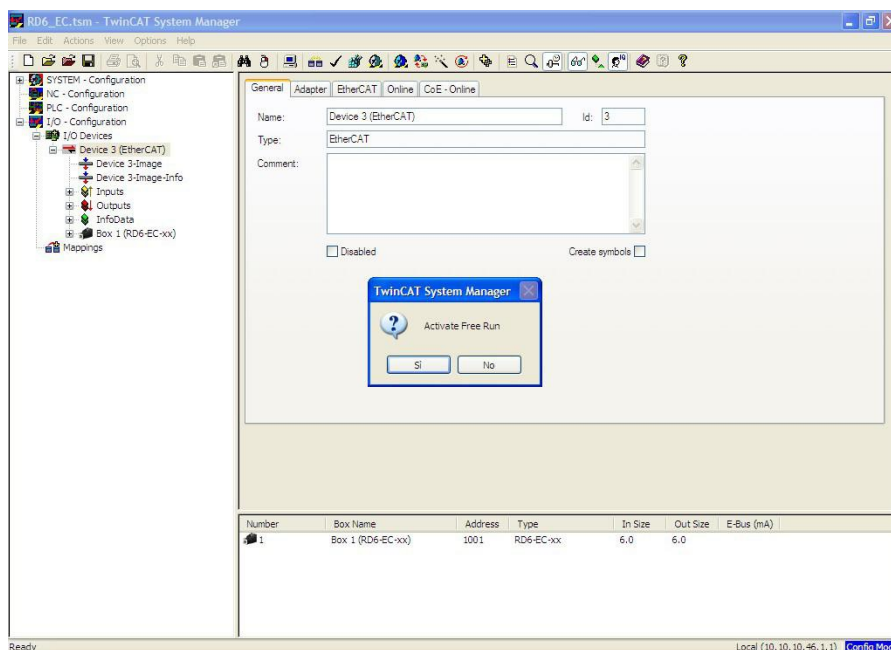 RD6_EC.tsm - TwinCAT System Manager
File Edit Actions View Options Help
SYSTEM - Configuration
NC - Configuration
PLC - Configuration
I/O - Configuration
I/O Devices
Device 3 (EtherCAT)
Device 3-Image
Device 3-Image-Info
Inputs
Outputs
InfoData
Box 1 (RD6-EC-xx)
Mappings
General Adapter EtherCAT Online CoE - Online
Name: Device 3 (EtherCAT) Id: 3
Type: EtherCAT
Comment:
Disabled Create symbols
TwinCAT System Manager
Activate Free Run
Sì No
Number Box Name Address Type In Size Out Size E-Bus (mA)
1 Box 1 (RD6-EC-xx) 1001 RD6-EC-xx 6.0 6.0
Ready Local (10.10.10.46.1.1) Config Mod